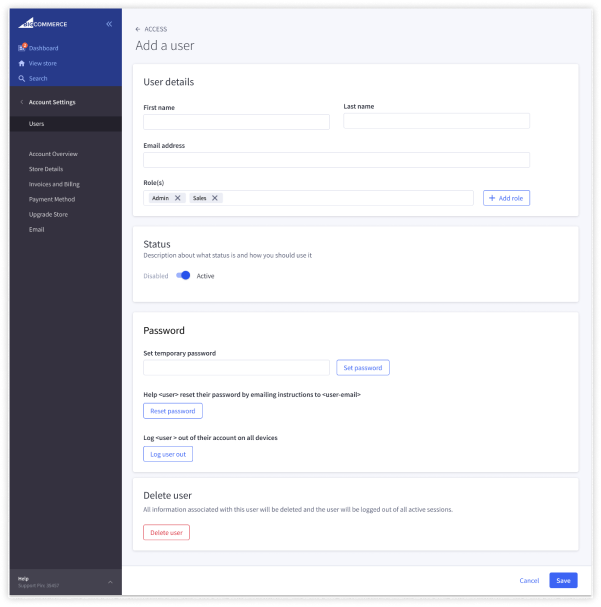 BIGCOMMERCE
Dashboard
View store
Search
Account Settings
Users
Account Overview
Store Details
Invoices and Billing
Payment Method
Upgrade Store
Email
Help
← ACCESS
Add a user
User details
First name
Last name
Email address
Role(s)
Admin
Sales
+ Add role
Status
Description about what status is and how you should use it
Disabled
Active
Password
Set temporary password
Set password
Help <user> reset their password by emailing instructions to <user-email>
Reset password
Log <user > out of their account on all devices
Log user out
Delete user
All information associated with this user will be deleted and the user will be logged out of all active sessions.
Delete user
Cancel
Save